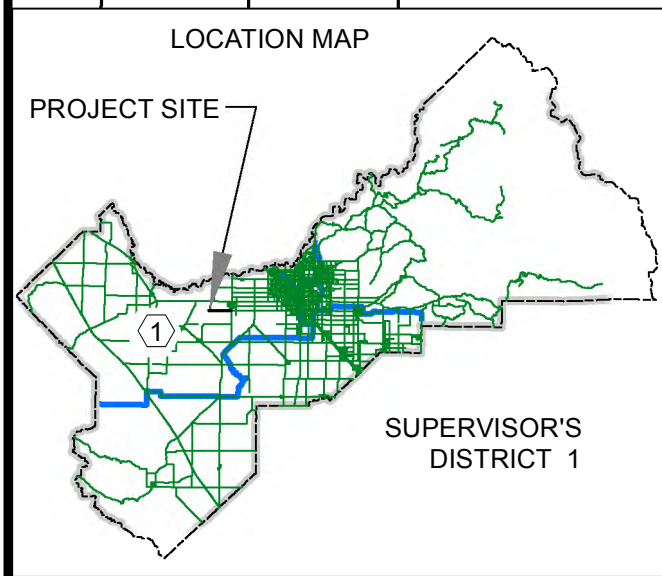 LOCATION MAP
PROJECT SITE
1
SUPERVISOR'S
DISTRICT 1